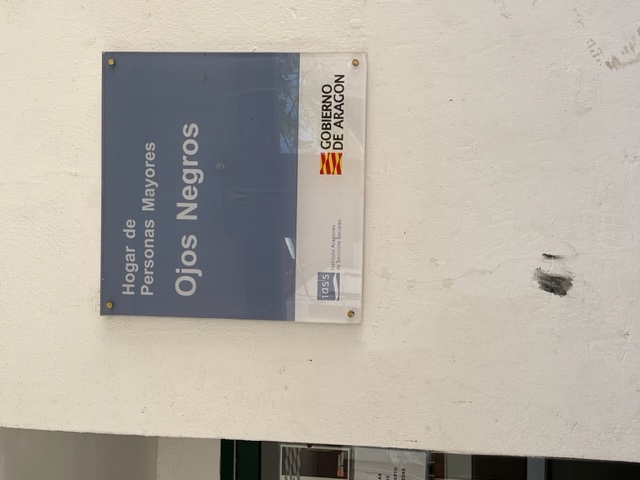 Hogar de
Personas Mayores
Ojos Negros
iass
Instituto Aragonés
de Servicios Sociales
GOBIERNO
DE ARAGON